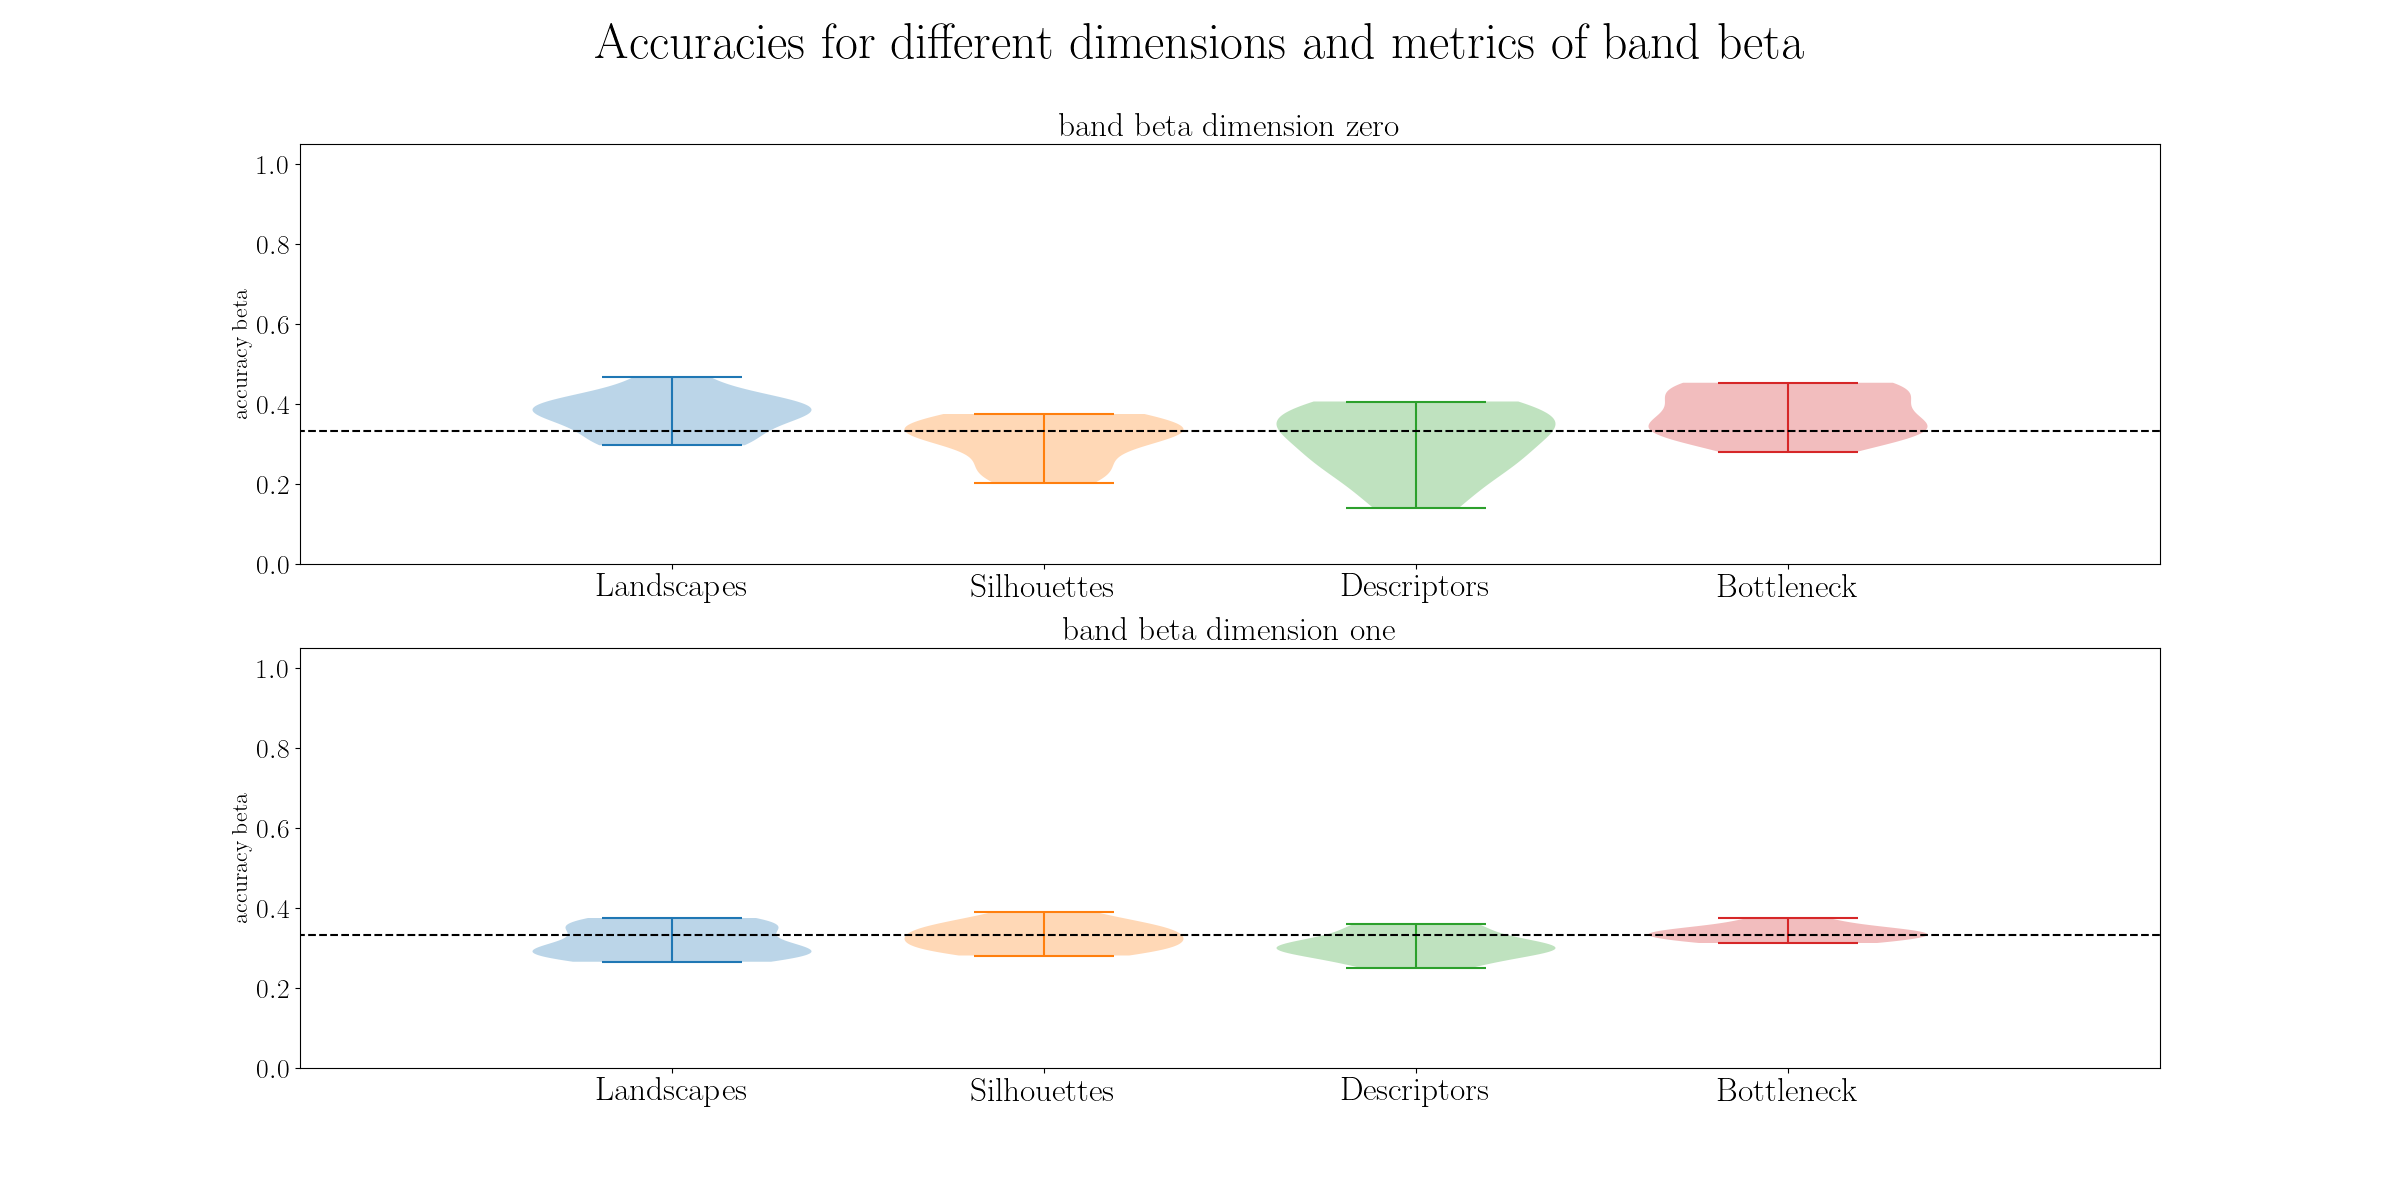 Accuracies for different dimensions and metrics of band beta
band beta dimension zero
accuracy beta
1.0
0.8
0.6
0.4
0.2
0.0
Landscapes Silhouettes Descriptors Bottleneck
band beta dimension one
accuracy beta
1.0
0.8
0.6
0.4
0.2
0.0
Landscapes Silhouettes Descriptors Bottleneck